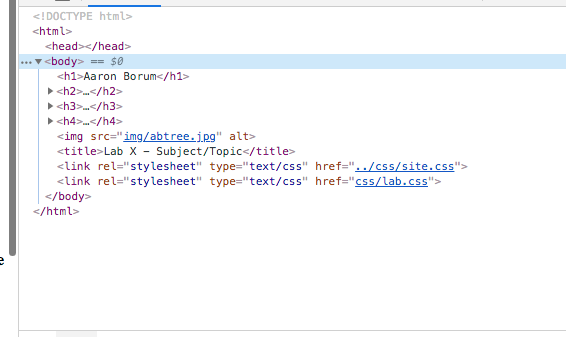 <!DOCTYPE html>
<html>
<head></head>
<body> == $0
<h1>Aaron Borum</h1>
<h2>…</h2>
<h3>…</h3>
<h4>…</h4>
<img src="img/abtree.jpg" alt>
<title>Lab X – Subject/Topic</title>
<link rel="stylesheet" type="text/css" href="../css/site.css">
<link rel="stylesheet" type="text/css" href="css/lab.css">
</body>
</html>
e